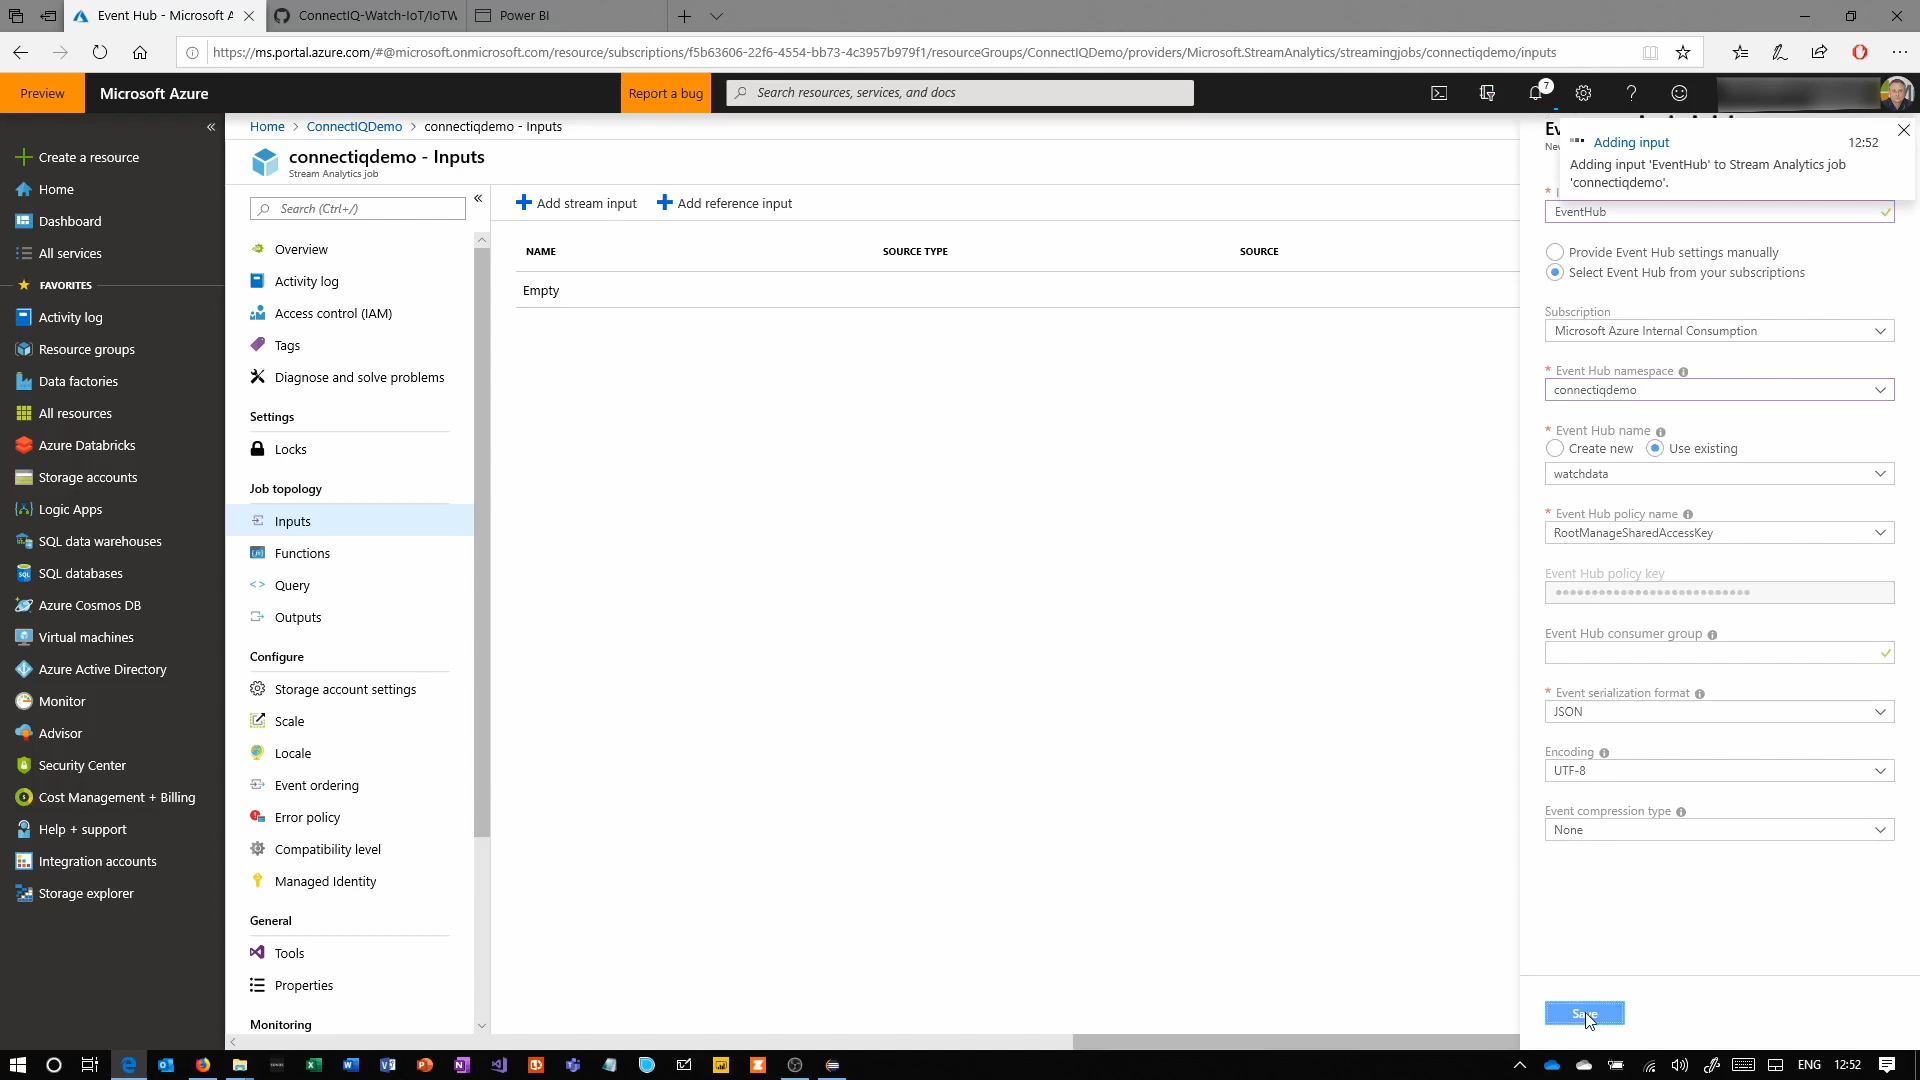 Event Hub - Microsoft A
ConnectIQ-Watch-IoT/IoTW
Power BI
https://ms.portal.azure.com/#@microsoft.onmicrosoft.com/resource/subscriptions/f5b63606-22f6-4554-bb73-4c3957b979f1/resourceGroups/ConnectIQDemo/providers/Microsoft.StreamAnalytics/streamingjobs/connectiqdemo/inputs
Preview
Microsoft Azure
Report a bug
Search resources, services, and docs
7
Create a resource
Home
Dashboard
All services
FAVORITES
Activity log
Resource groups
Data factories
All resources
Azure Databricks
Storage accounts
Logic Apps
SQL data warehouses
SQL databases
Azure Cosmos DB
Virtual machines
Azure Active Directory
Monitor
Advisor
Security Center
Cost Management + Billing
Help + support
Integration accounts
Storage explorer
Home > ConnectIQDemo > connectiqdemo - Inputs
connectiqdemo - Inputs
Stream Analytics job
Search (Ctrl+/)
Overview
Activity log
Access control (IAM)
Tags
Diagnose and solve problems
Settings
Locks
Job topology
Inputs
Functions
Query
Outputs
Configure
Storage account settings
Scale
Locale
Event ordering
Error policy
Compatibility level
Managed Identity
General
Tools
Properties
Monitoring
Add stream input
Add reference input
NAME
SOURCE TYPE
SOURCE
Empty
Adding input
12:52
Adding input 'EventHub' to Stream Analytics job
'connectiqdemo'.
EventHub
Provide Event Hub settings manually
Select Event Hub from your subscriptions
Subscription
Microsoft Azure Internal Consumption
* Event Hub namespace
connectiqdemo
* Event Hub name
Create new
Use existing
watchdata
* Event Hub policy name
RootManageSharedAccessKey
Event Hub policy key
Event Hub consumer group
* Event serialization format
JSON
Encoding
UTF-8
Event compression type
None
Save
ENG
12:52